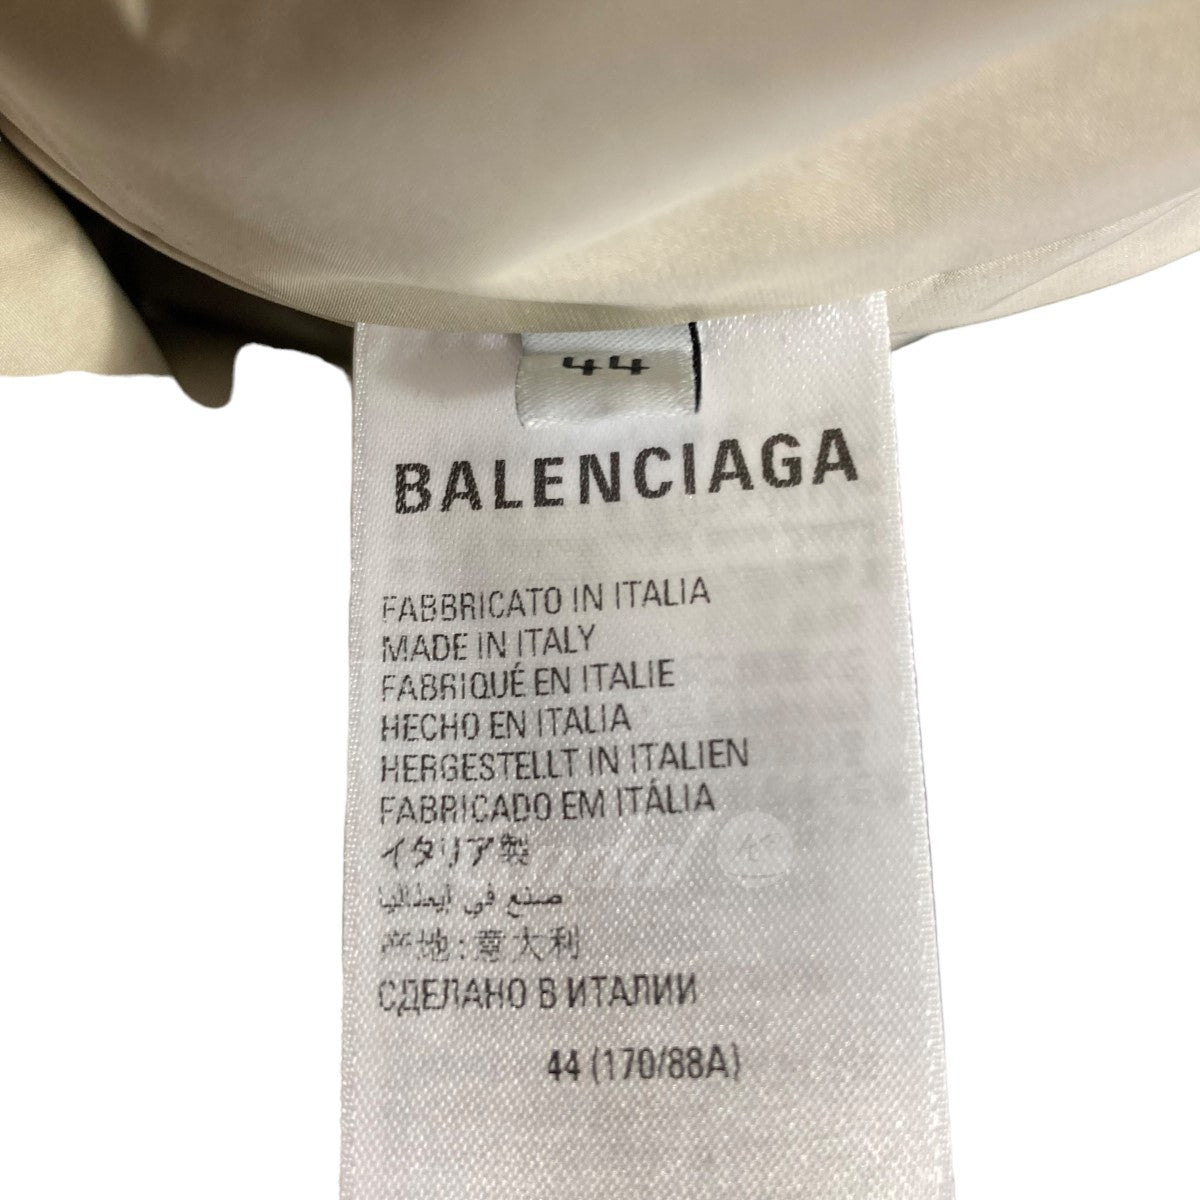 44
BALENCIAGA
FABBRICATO IN ITALIA
MADE IN ITALY
FABRIQUÉ EN ITALIE
HECHO EN ITALIA
HERGESTELLT IN ITALIEN
FABRICADO EM ITÁLIA
イタリア製
صنع في إيطاليا
产地:意大利
СДЕЛАНО В ИТАЛИИ
44 (170/88A)